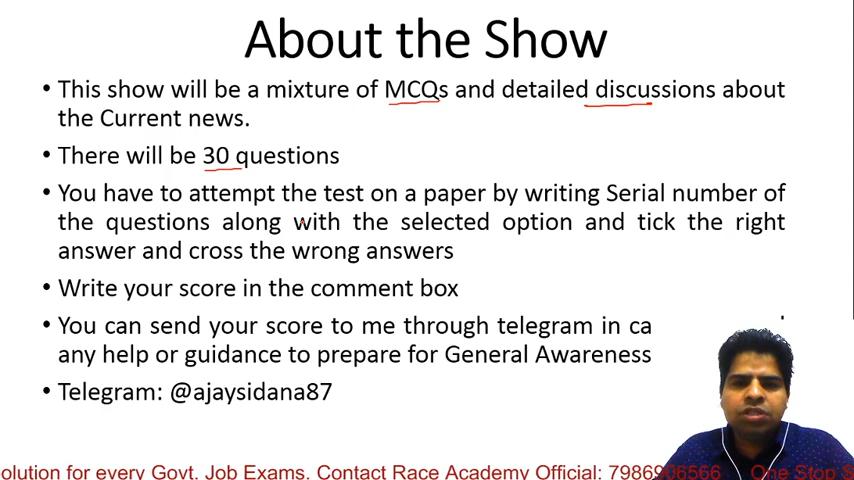 About the Show
• This show will be a mixture of MCQs and detailed discussions about
the Current news.
• There will be 30 questions
• You have to attempt the test on a paper by writing Serial number of
the questions along with the selected option and tick the right
answer and cross the wrong answers
• Write your score in the comment box
• You can send your score to me through telegram in ca
any help or guidance to prepare for General Awareness
• Telegram: @ajaysidana87
olution for every Govt. Job Exams. Contact Race Academy Official: 7986906566 One Stop S